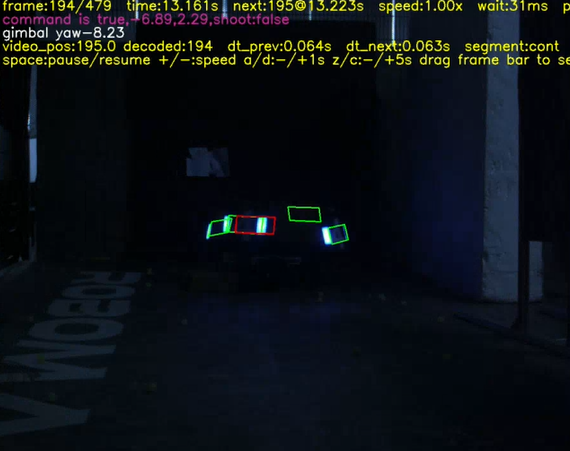 frame:194/479 time:13.161s next:195@13.223s speed:1.00x wait:31ms p
command is true,-6.89,2.29,shoot:false
gimbal yaw-8.23
video_pos:195.0 decoded:194 dt_prev:0.064s dt_next:0.063s segment:cont
space:pause/resume +/-:speed a/d:-/+1s z/c:-/+5s drag frame bar to se
ROBOM